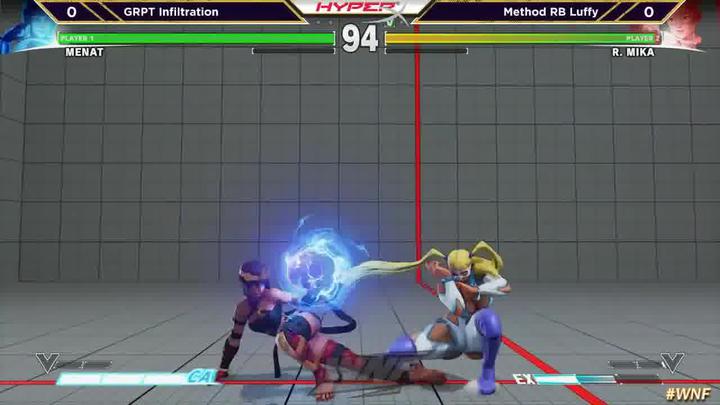 0 GRPT Infiltration HYPER Method RB Luffy 0
PLAYER 1 94 PLAYER 2
MENAT R. MIKA
V V
CA EX
#WNF